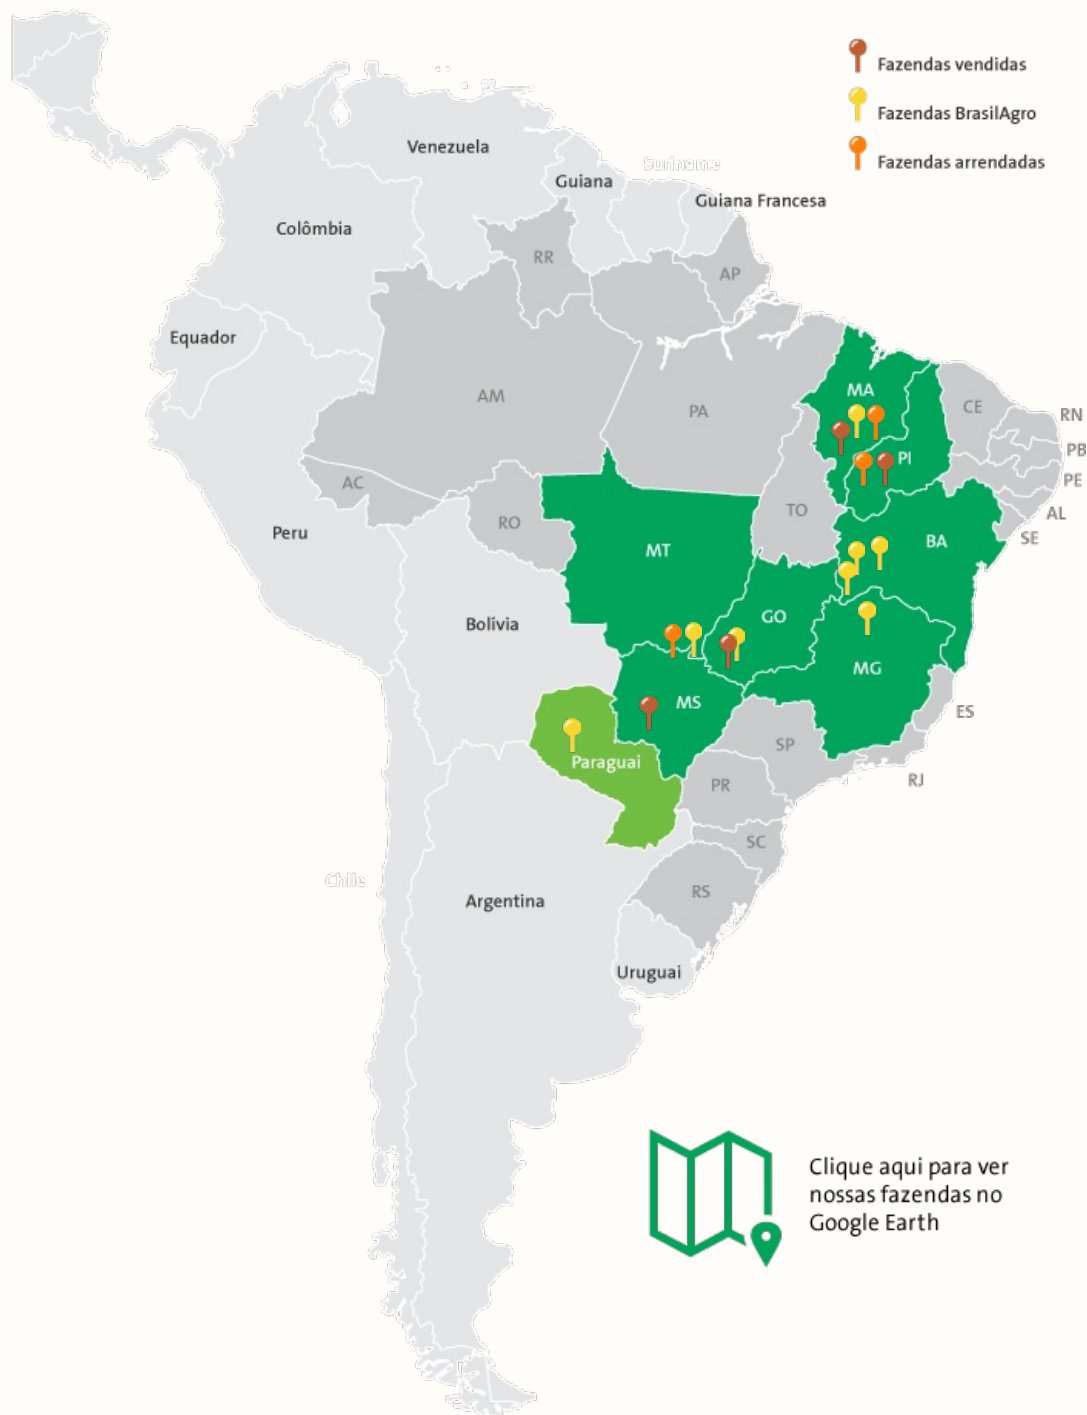 Fazendas vendidas
Fazendas BrasilAgro
Fazendas arrendadas
Venezuela
Suriname
Guiana
Guiana Francesa
Colômbia
RR
AP
Equador
AM
PA
MA
CE
RN
PB
PE
AL
SE
PI
AC
RO
TO
Peru
MT
BA
Bolívia
GO
MG
MS
ES
SP
RJ
Paraguai
PR
SC
Chile
RS
Argentina
Uruguai
Clique aqui para ver
nossas fazendas no
Google Earth